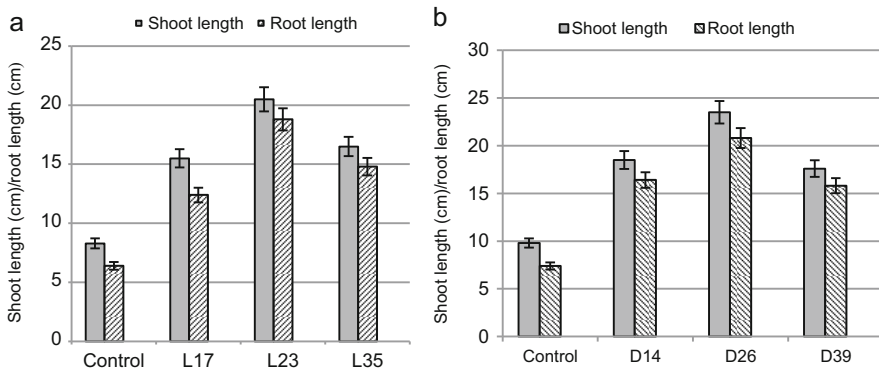 a
Shoot length Root length
Shoot length (cm)/root length (cm)
25
20
15
10
5
0
Control L17 L23 L35
b
Shoot length Root length
Shoot length (cm)/root length (cm)
30
25
20
15
10
5
0
Control D14 D26 D39